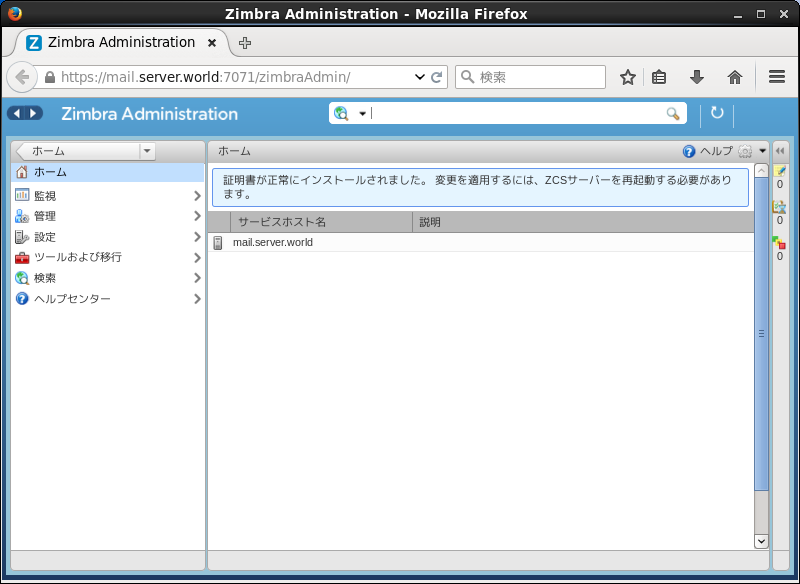 Zimbra Administration - Mozilla Firefox
Zimbra Administration
https://mail.server.world:7071/zimbraAdmin/
検索
Zimbra Administration
ホーム
ホーム
監視
管理
設定
ツールおよび移行
検索
ヘルプセンター
ホーム
ヘルプ
証明書が正常にインストールされました。 変更を適用するには、ZCSサーバーを再起動する必要があり
ます。
サービスホスト名 説明
mail.server.world
0
0
0